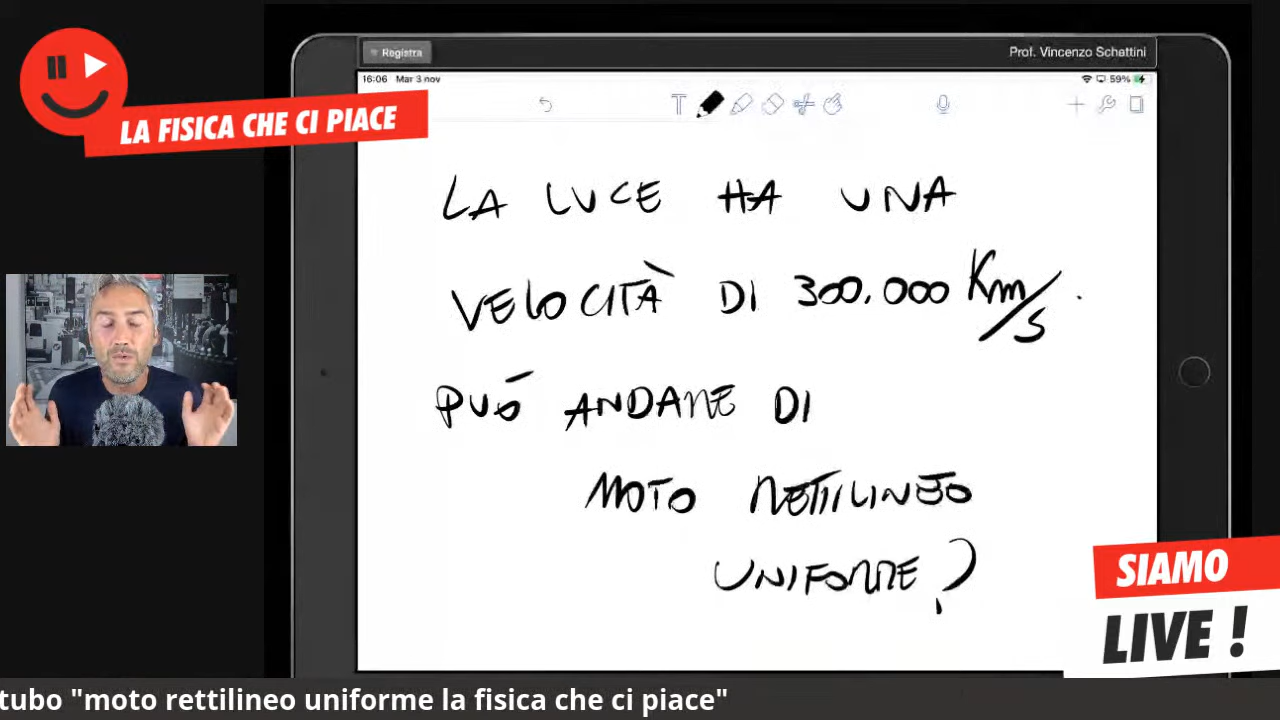 Registra
Prof. Vincenzo Schattini
16:06 Mar 3 nov
59%
LA FISICA CHE CI PIACE
LA LUCE HA UNA
VELOCITÀ DI 300.000 Km/s.
PUÓ ANDARE DI
MOTO RETTILINEO
UNIFORME?
SIAMO
LIVE !
tubo "moto rettilineo uniforme la fisica che ci piace"